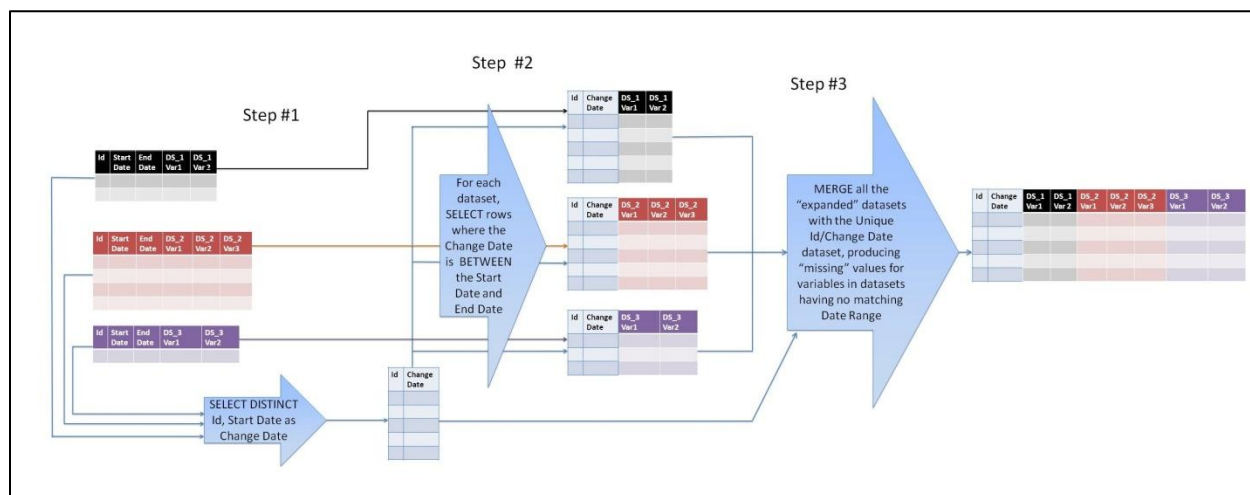 Step #1
Step #2
Step #3
Id Start End DS_1 DS_1
Date Date Var1 Var2
Id Start End DS_2 DS_2 DS_2
Date Date Var1 Var2 Var3
Id Start End DS_3 DS_3
Date Date Var1 Var2
SELECT DISTINCT
Id, Start Date as
Change Date
Id Change
Date
For each
dataset,
SELECT rows
where the
Change Date
is BETWEEN
the Start
Date and
End Date
Id Change DS_1 DS_1
Date Var1 Var2
Id Change DS_2 DS_2 DS_2
Date Var1 Var2 Var3
Id Change DS_3 DS_3
Date Var1 Var2
MERGE all the
“expanded” datasets
with the Unique
Id/Change Date
dataset, producing
“missing” values for
variables in datasets
having no matching
Date Range
Id Change DS_1 DS_1 DS_2 DS_2 DS_2 DS_3 DS_3
Date Var1 Var2 Var1 Var2 Var3 Var1 Var2